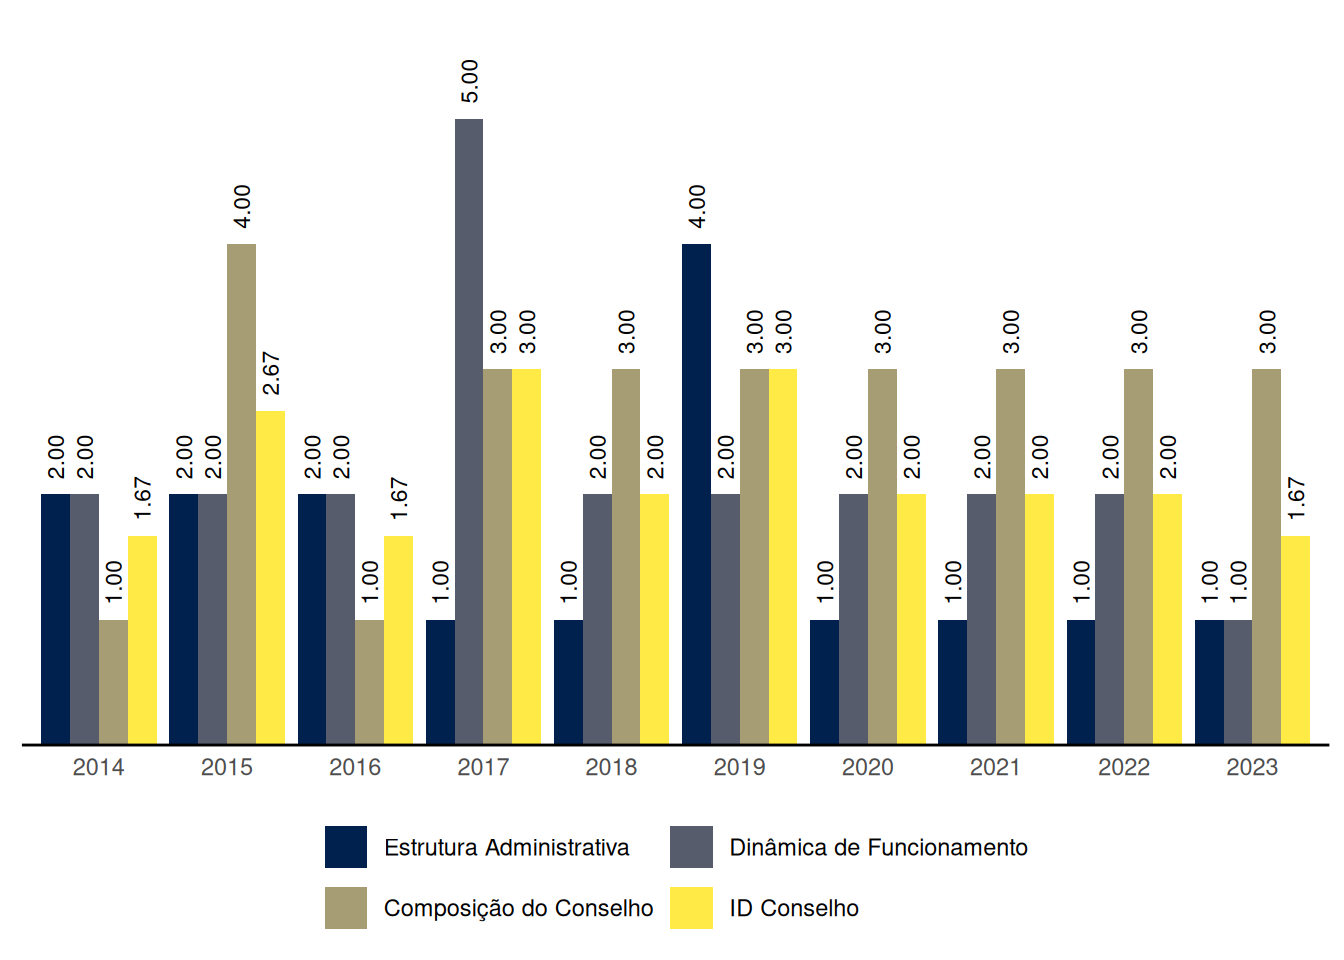 5.00
4.00 4.00
3.00 3.00 3.00 3.00 3.00 3.00 3.00 3.00 3.00
2.67
2.00 2.00 2.00 2.00 2.00 2.00 2.00 2.00 2.00 2.00 2.00 2.00 2.00 2.00 2.00
1.67 1.67 1.67
1.00 1.00 1.00 1.00 1.00 1.00 1.00 1.00 1.00
2014 2015 2016 2017 2018 2019 2020 2021 2022 2023
Estrutura Administrativa Dinâmica de Funcionamento
Composição do Conselho ID Conselho